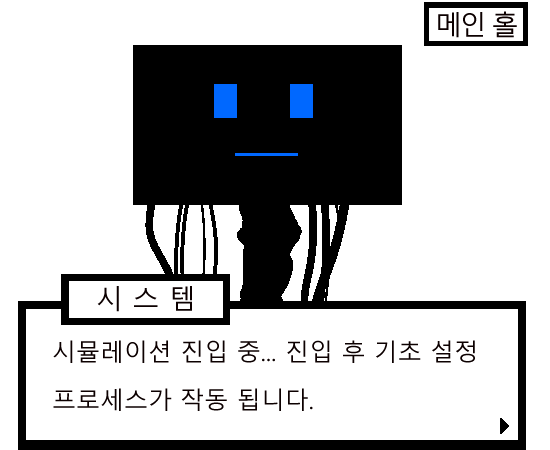 메인 홀
시 스 템
시뮬레이션 진입 중... 진입 후 기초 설정
프로세스가 작동 됩니다.